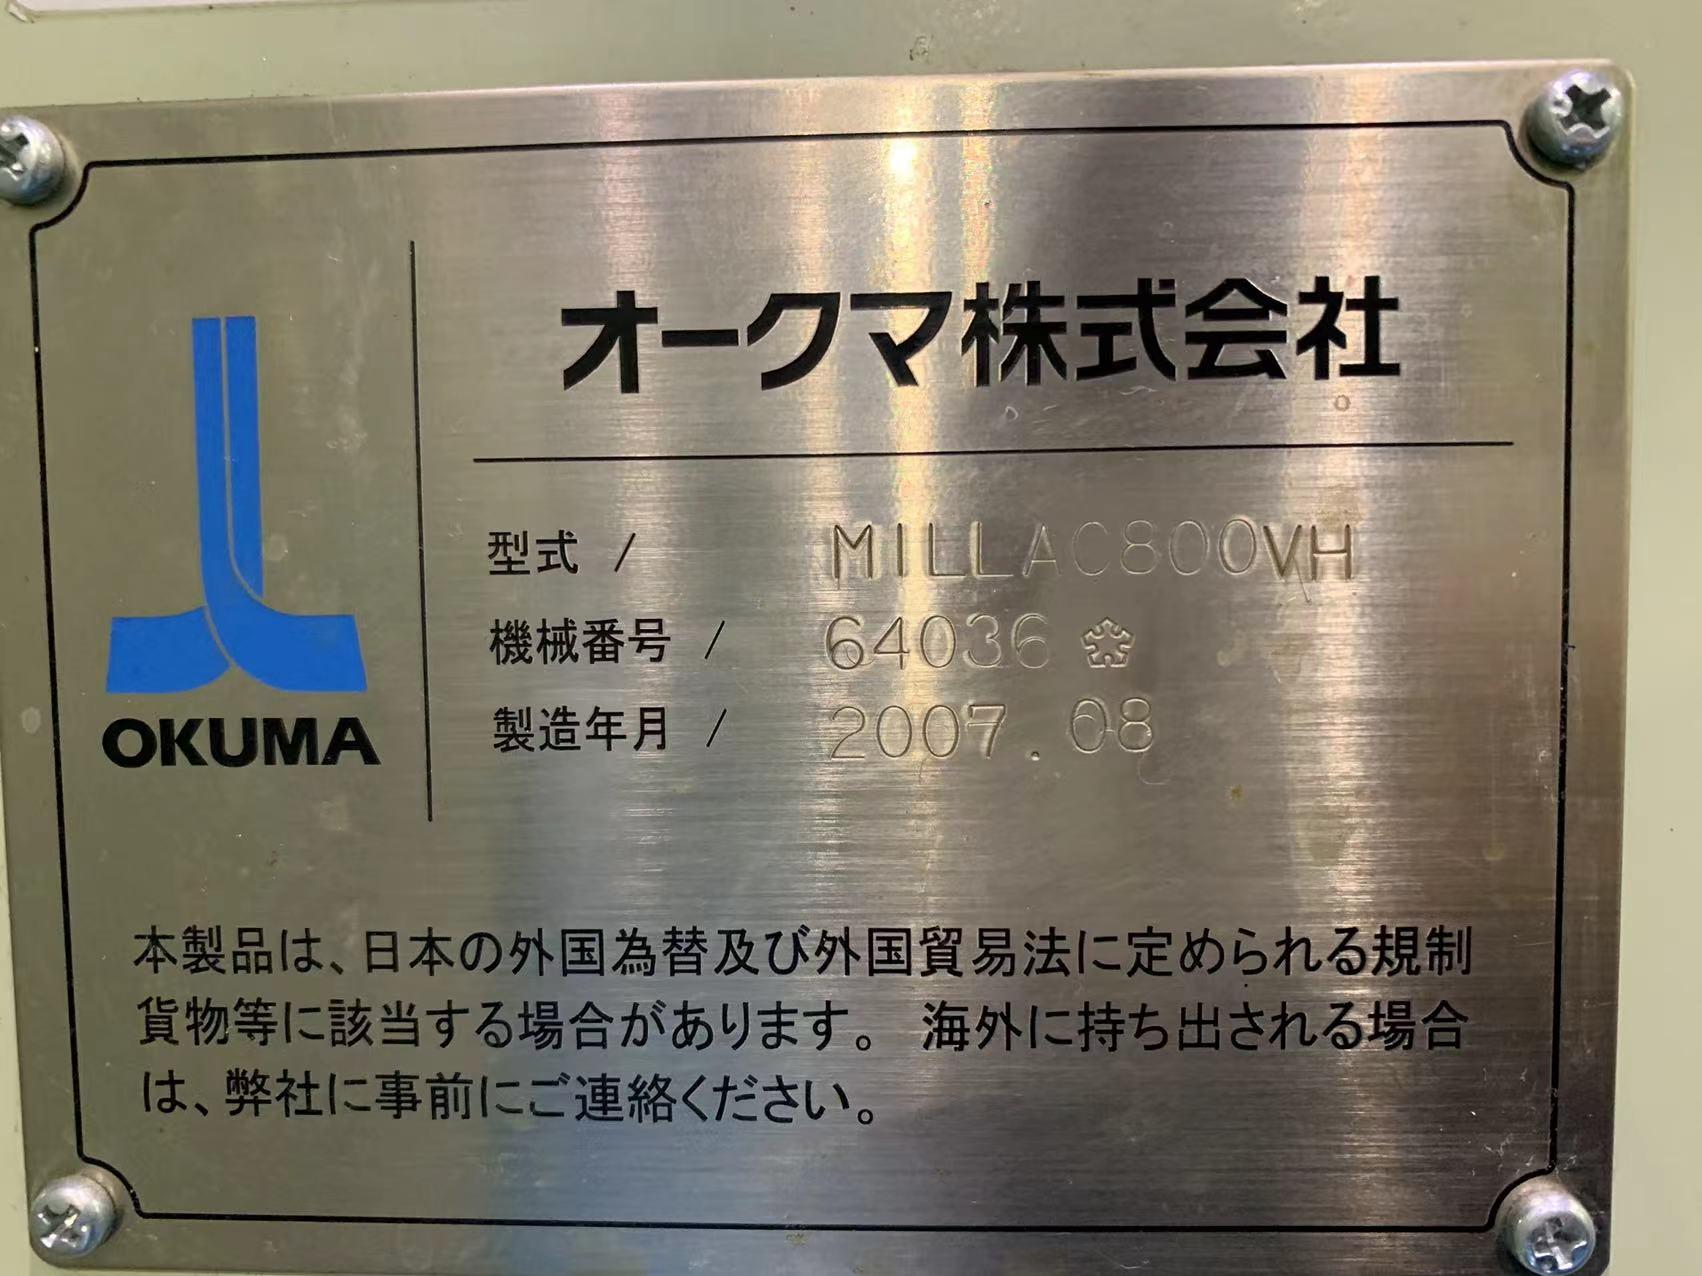 オークマ株式会社
OKUMA
型式 / MILLAC800VH
機械番号 / 64036
製造年月 / 2007.08
本製品は、日本の外国為替及び外国貿易法に定められる規制
貨物等に該当する場合があります。 海外に持ち出される場合
は、弊社に事前にご連絡ください。